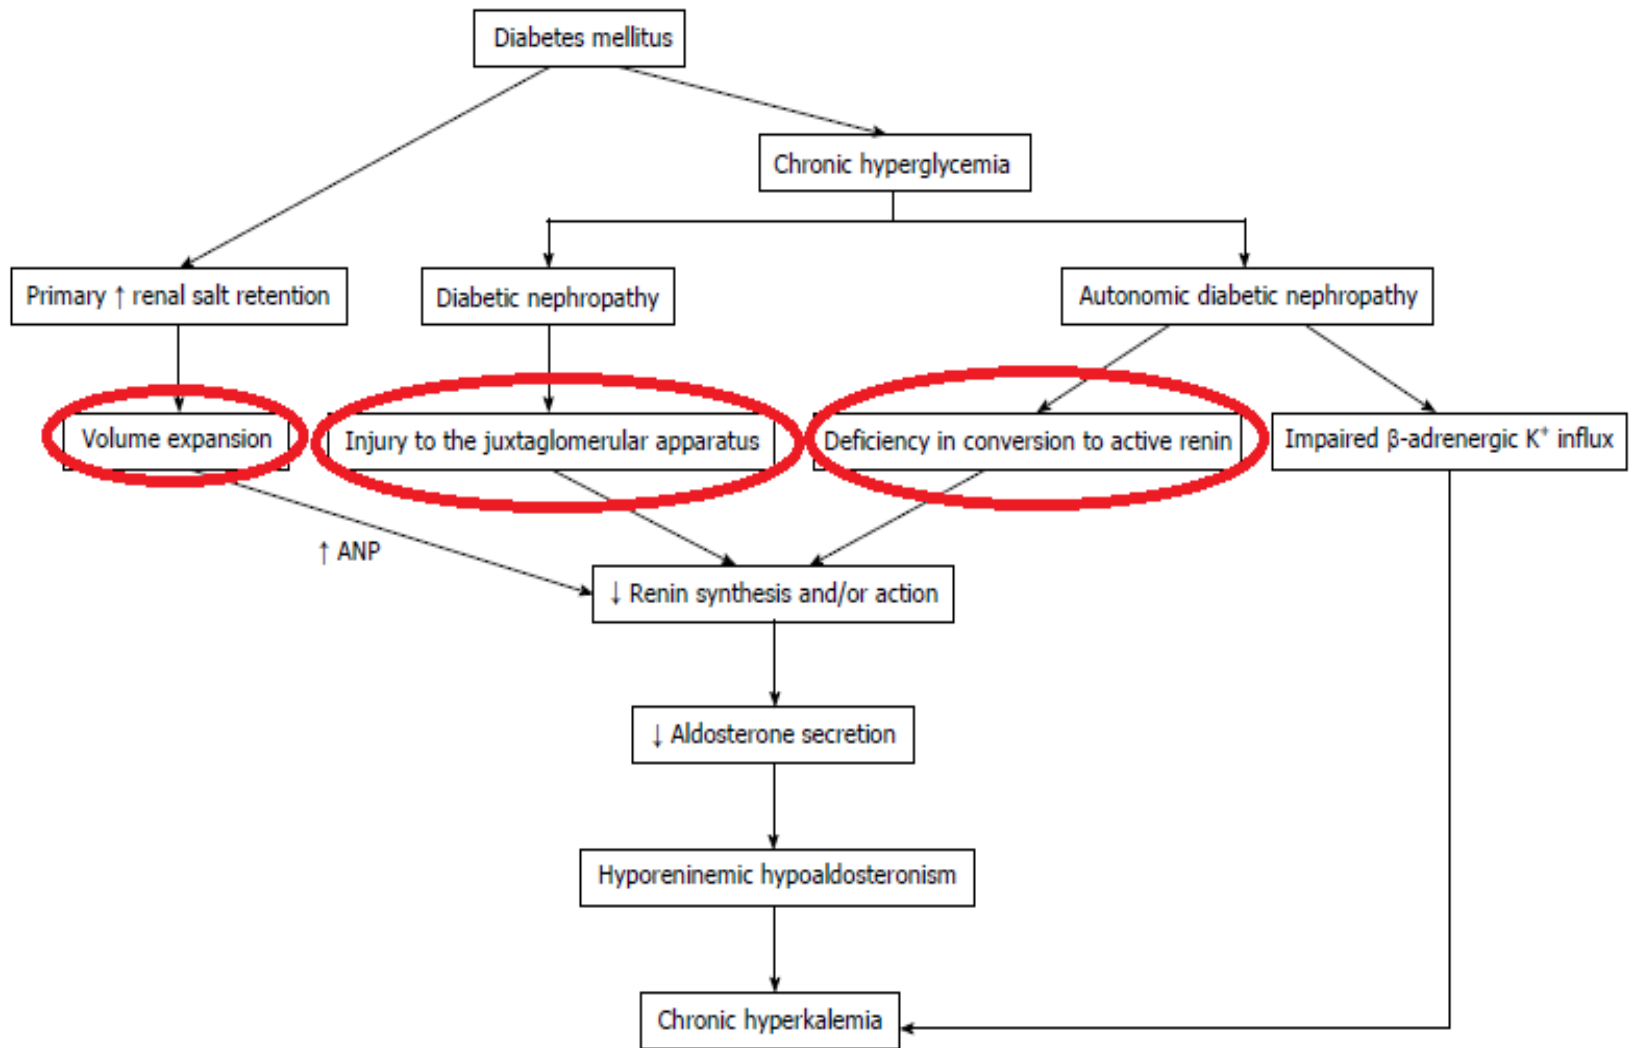 Diabetes mellitus
Chronic hyperglycemia
Primary ↑ renal salt retention
Diabetic nephropathy
Autonomic diabetic nephropathy
Volume expansion
Injury to the juxtaglomerular apparatus
Deficiency in conversion to active renin
Impaired β-adrenergic K⁺ influx
↑ ANP
↓ Renin synthesis and/or action
↓ Aldosterone secretion
Hyporeninemic hypoaldosteronism
Chronic hyperkalemia